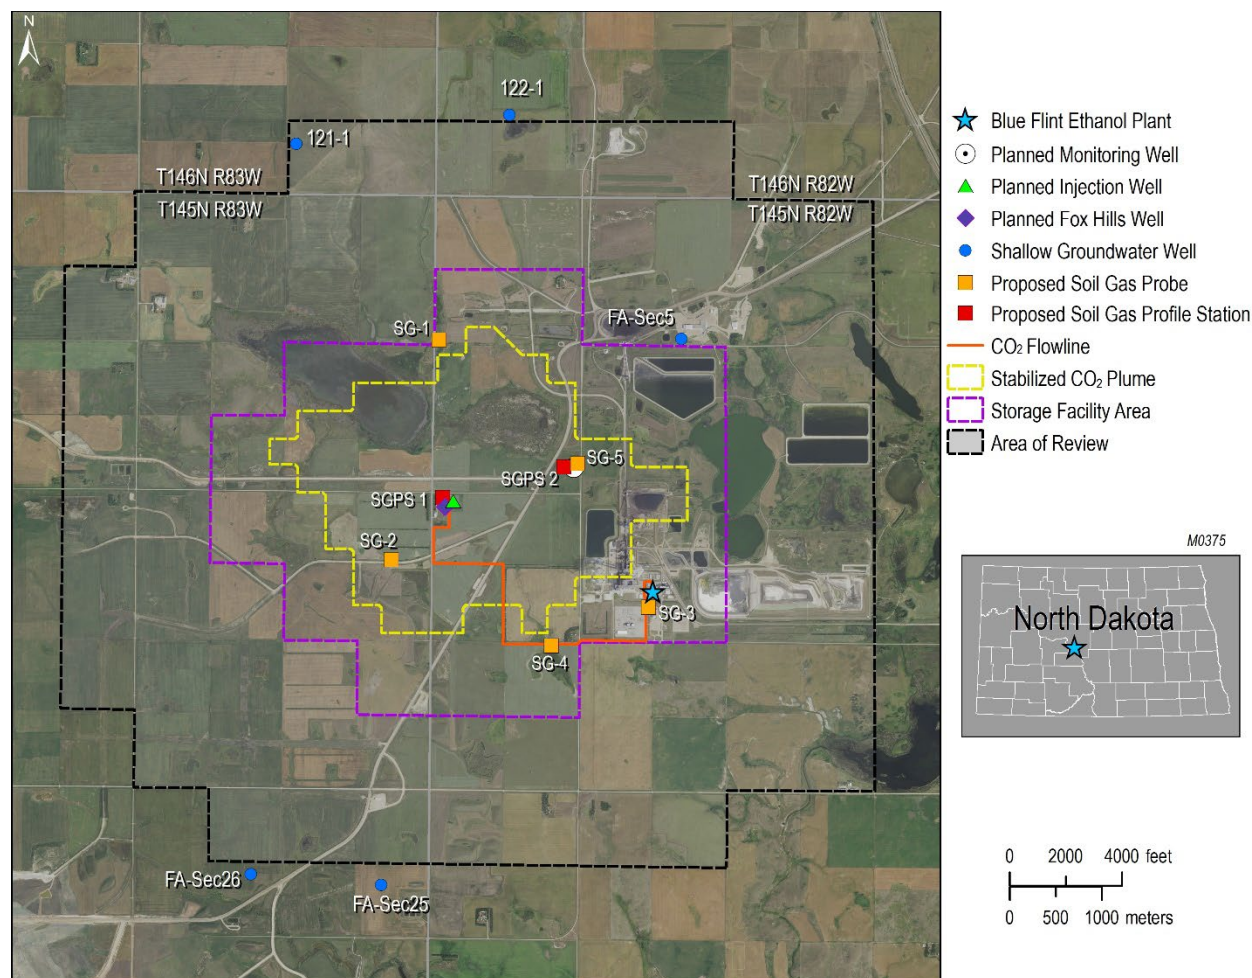 N
122-1
121-1
T146N R83W
T145N R83W
T146N R82W
T145N R82W
FA-Sec5
SG-1
SG-5
SGPS 2
SGPS 1
SG-2
SG-3
SG-4
FA-Sec26
FA-Sec25
Blue Flint Ethanol Plant
Planned Monitoring Well
Planned Injection Well
Planned Fox Hills Well
Shallow Groundwater Well
Proposed Soil Gas Probe
Proposed Soil Gas Profile Station
CO₂ Flowline
Stabilized CO₂ Plume
Storage Facility Area
Area of Review
M0375
North Dakota
0 2000 4000 feet
0 500 1000 meters